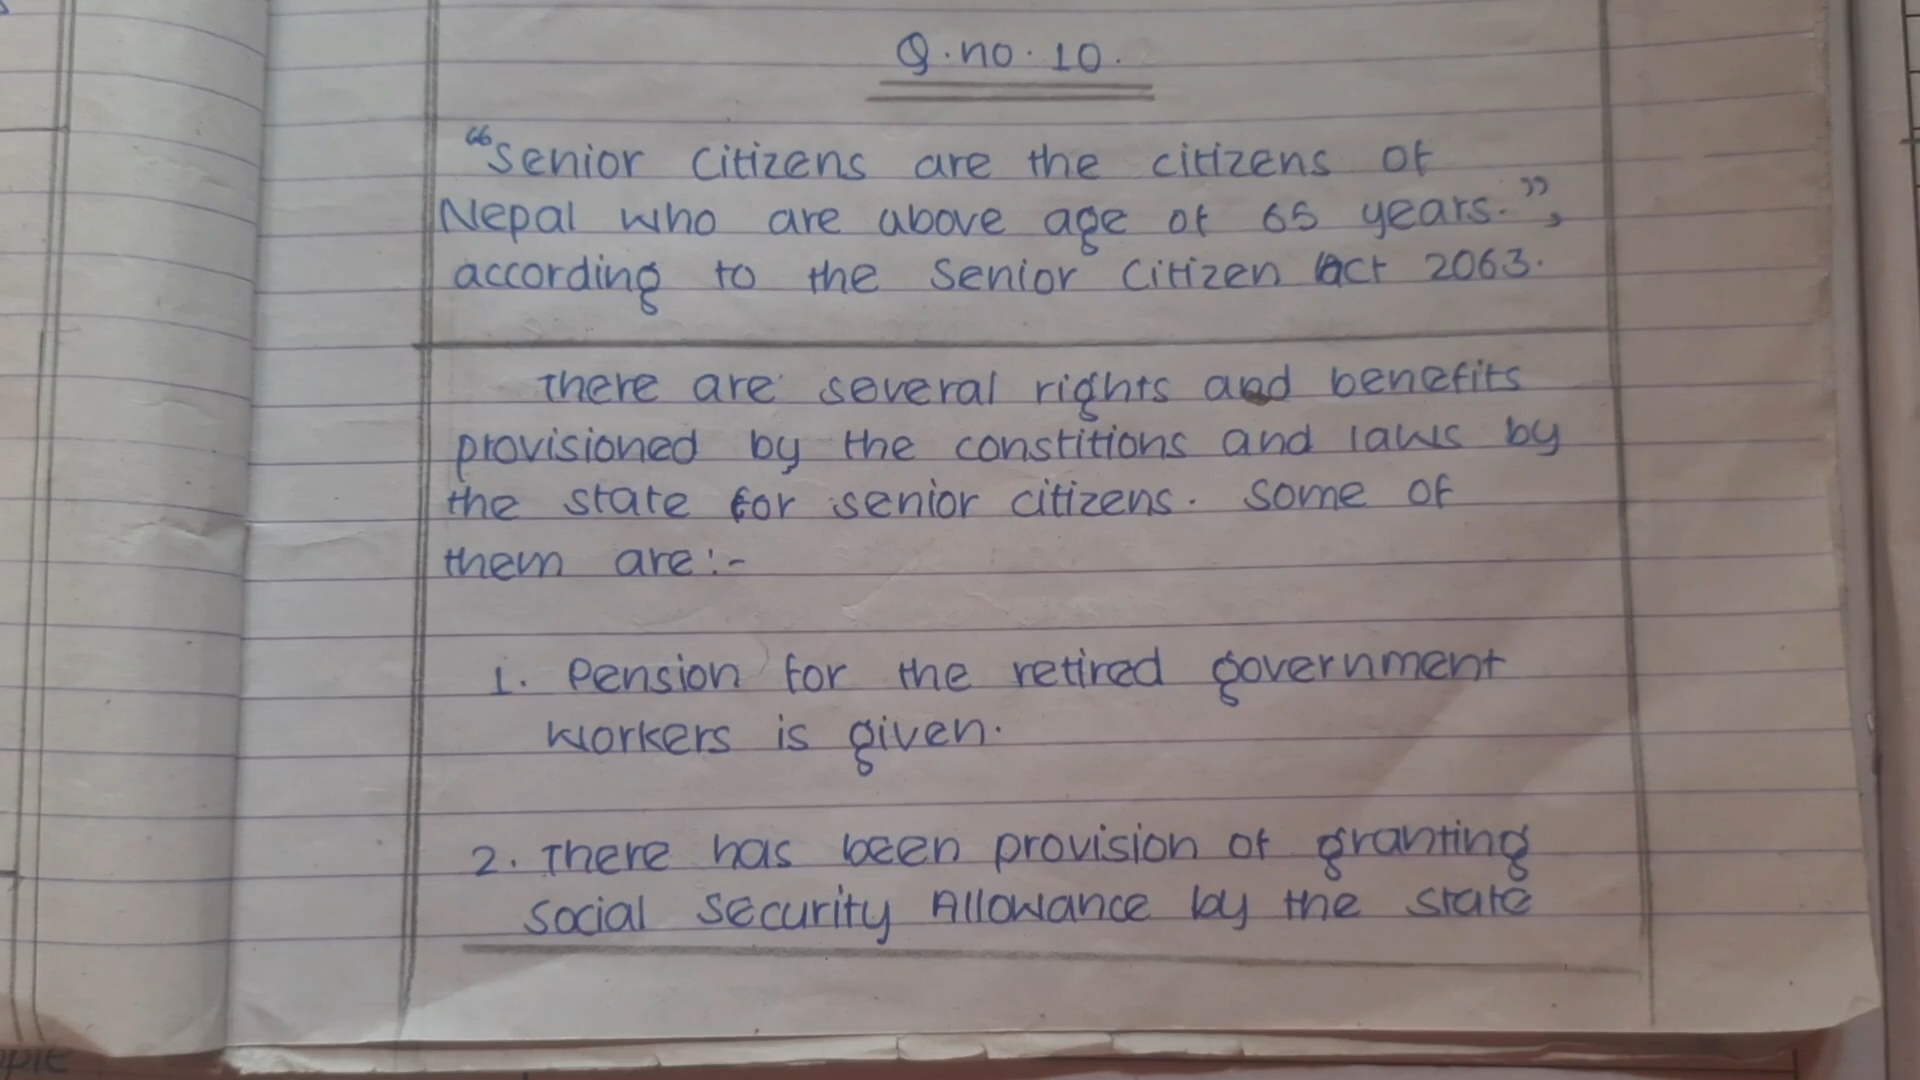 Q.no.10.
"Senior Citizens are the citizens of
Nepal who are above age of 65 years.",
according to the Senior Citizen Act 2063.
There are several rights and benefits
provisioned by the constitions and laws by
the state for senior citizens. Some of
them are:-
1. Pension for the retired government
workers is given.
2. There has been provision of granting
Social Security Allowance by the state